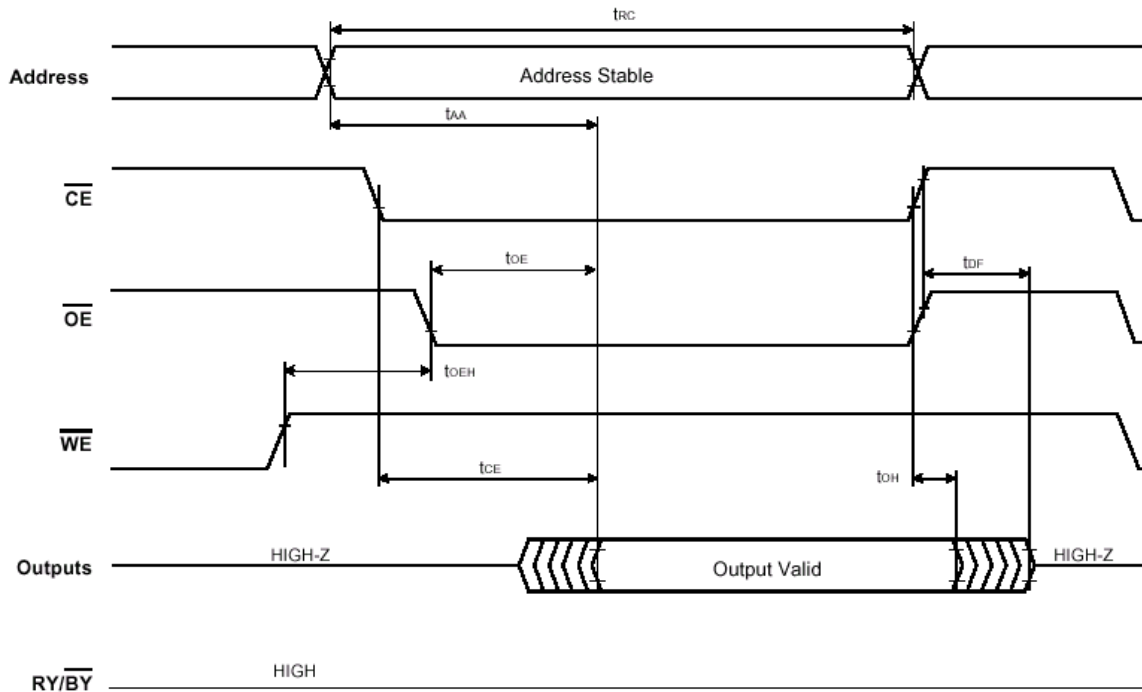 tRC
Address
Address Stable
tAA
CE
tOE
tDF
OE
tOEH
WE
tCE
tOH
HIGH-Z
Outputs
Output Valid
HIGH-Z
HIGH
RY/BY